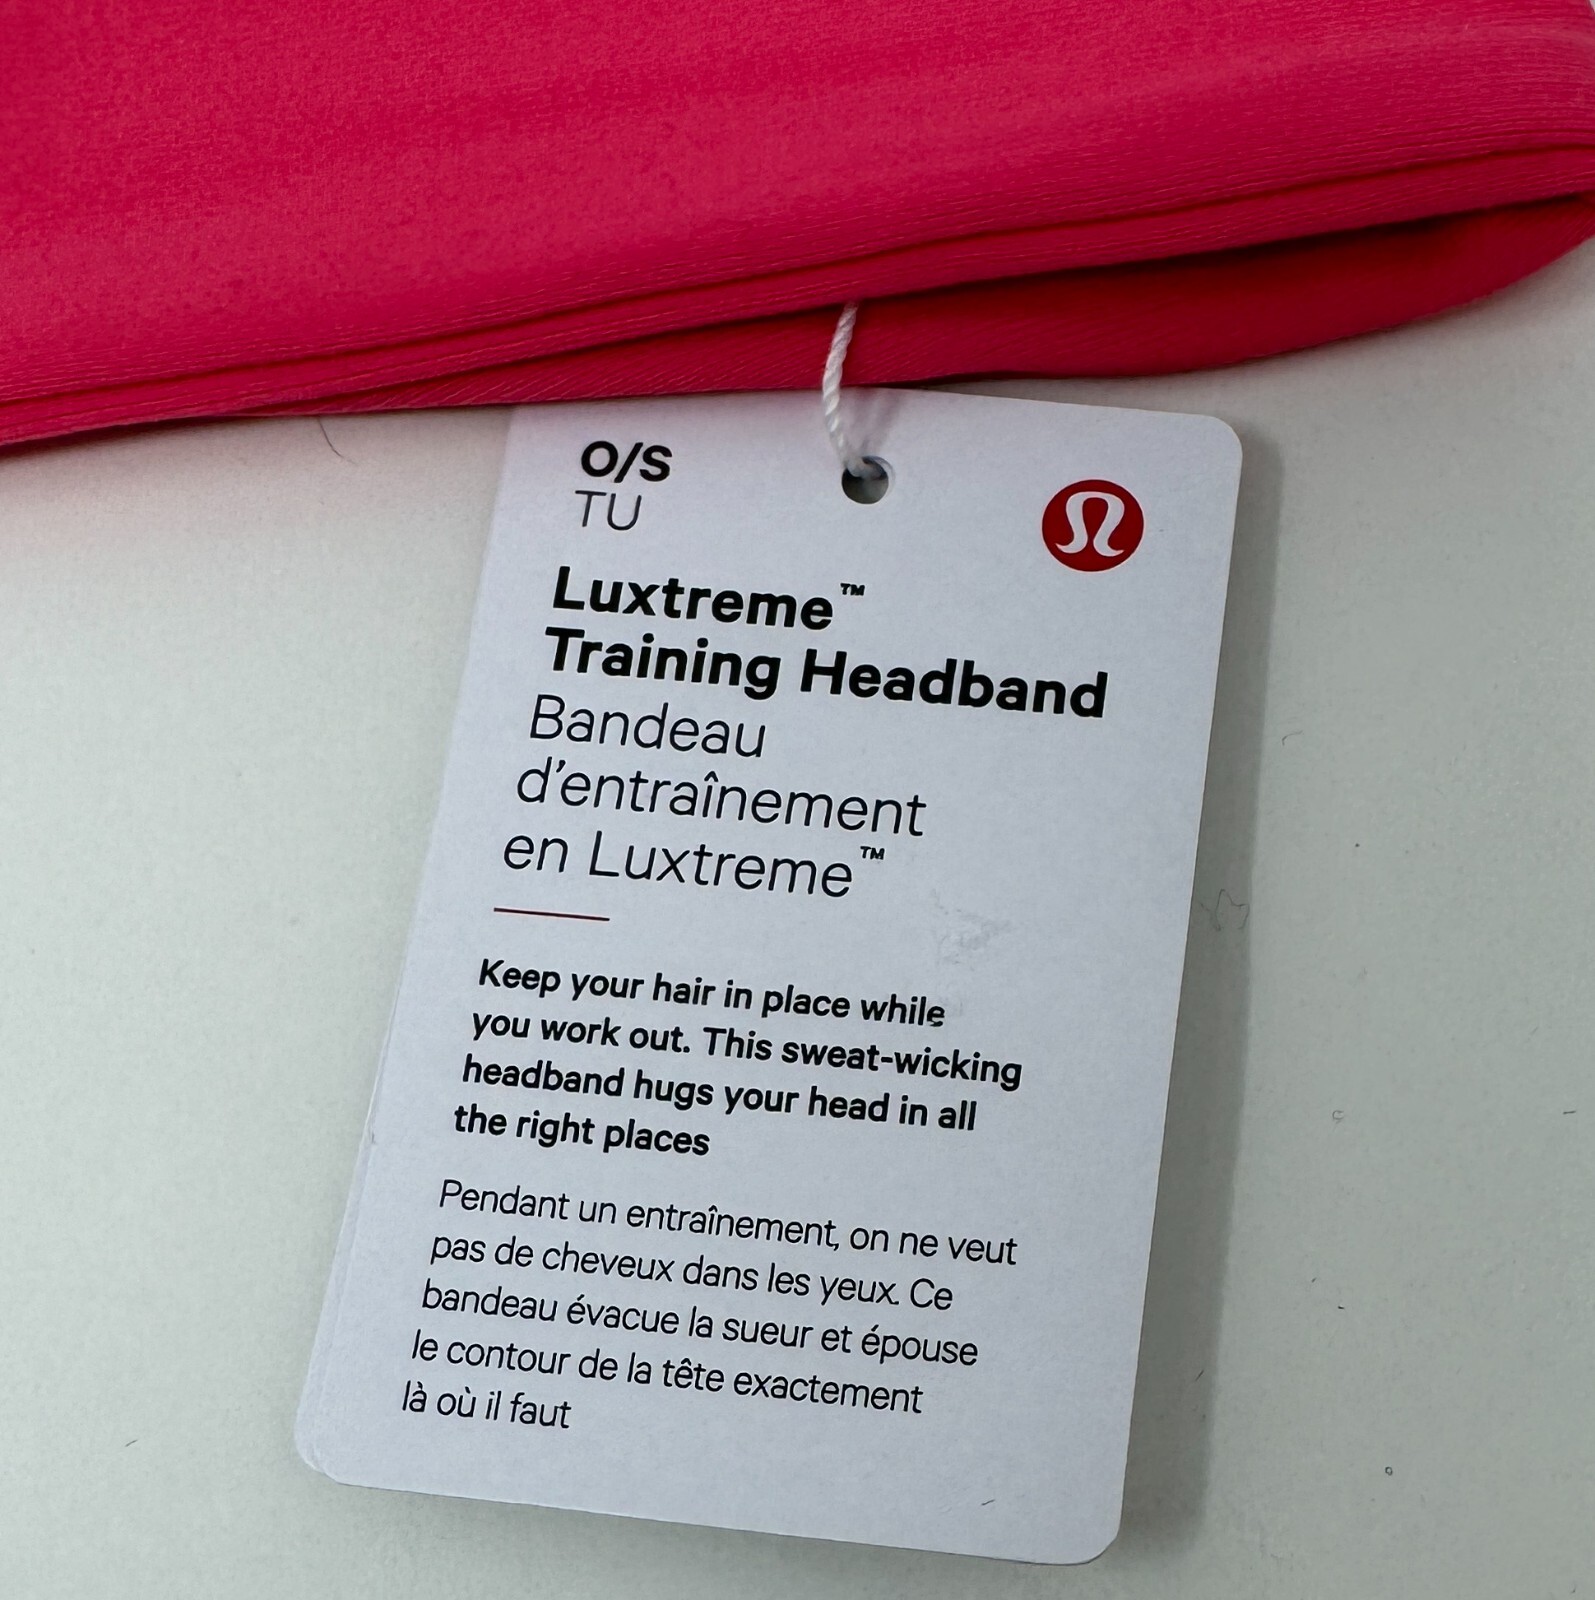 O/S
TU
Luxtreme™
Training Headband
Bandeau
d'entraînement
en Luxtreme™
Keep your hair in place while
you work out. This sweat-wicking
headband hugs your head in all
the right places
Pendant un entraînement, on ne veut
pas de cheveux dans les yeux. Ce
bandeau évacue la sueur et épouse
le contour de la tête exactement
là où il faut